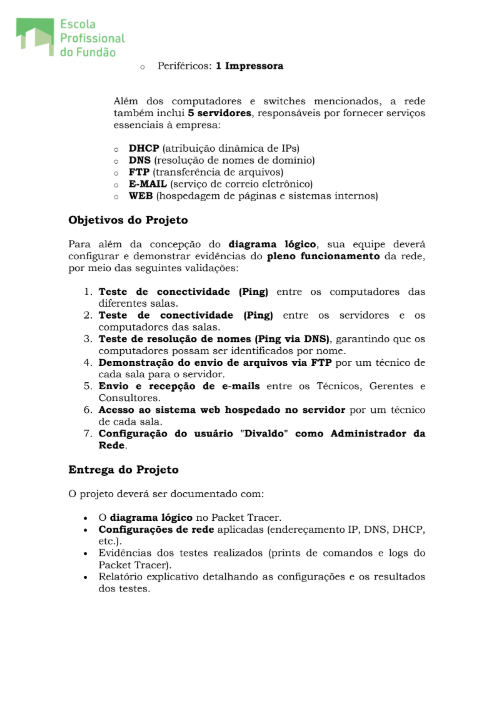 Escola
Profissional
do Fundão
o Periféricos: 1 Impressora
Além dos computadores e switches mencionados, a rede
também inclui 5 servidores, responsáveis por fornecer serviços
essenciais à empresa:
o DHCP (atribuição dinâmica de IPs)
o DNS (resolução de nomes de domínio)
o FTP (transferência de arquivos)
o E-MAIL (serviço de correio eletrônico)
o WEB (hospedagem de páginas e sistemas internos)
Objetivos do Projeto
Para além da concepção do diagrama lógico, sua equipe deverá
configurar e demonstrar evidências do pleno funcionamento da rede,
por meio das seguintes validações:
1. Teste de conectividade (Ping) entre os computadores das
diferentes salas.
2. Teste de conectividade (Ping) entre os servidores e os
computadores das salas.
3. Teste de resolução de nomes (Ping via DNS), garantindo que os
computadores possam ser identificados por nome.
4. Demonstração do envio de arquivos via FTP por um técnico de
cada sala para o servidor.
5. Envio e recepção de e-mails entre os Técnicos, Gerentes e
Consultores.
6. Acesso ao sistema web hospedado no servidor por um técnico
de cada sala.
7. Configuração do usuário "Divaldo" como Administrador da
Rede.
Entrega do Projeto
O projeto deverá ser documentado com:
• O diagrama lógico no Packet Tracer.
• Configurações de rede aplicadas (endereçamento IP, DNS, DHCP,
etc.).
• Evidências dos testes realizados (prints de comandos e logs do
Packet Tracer).
• Relatório explicativo detalhando as configurações e os resultados
dos testes.